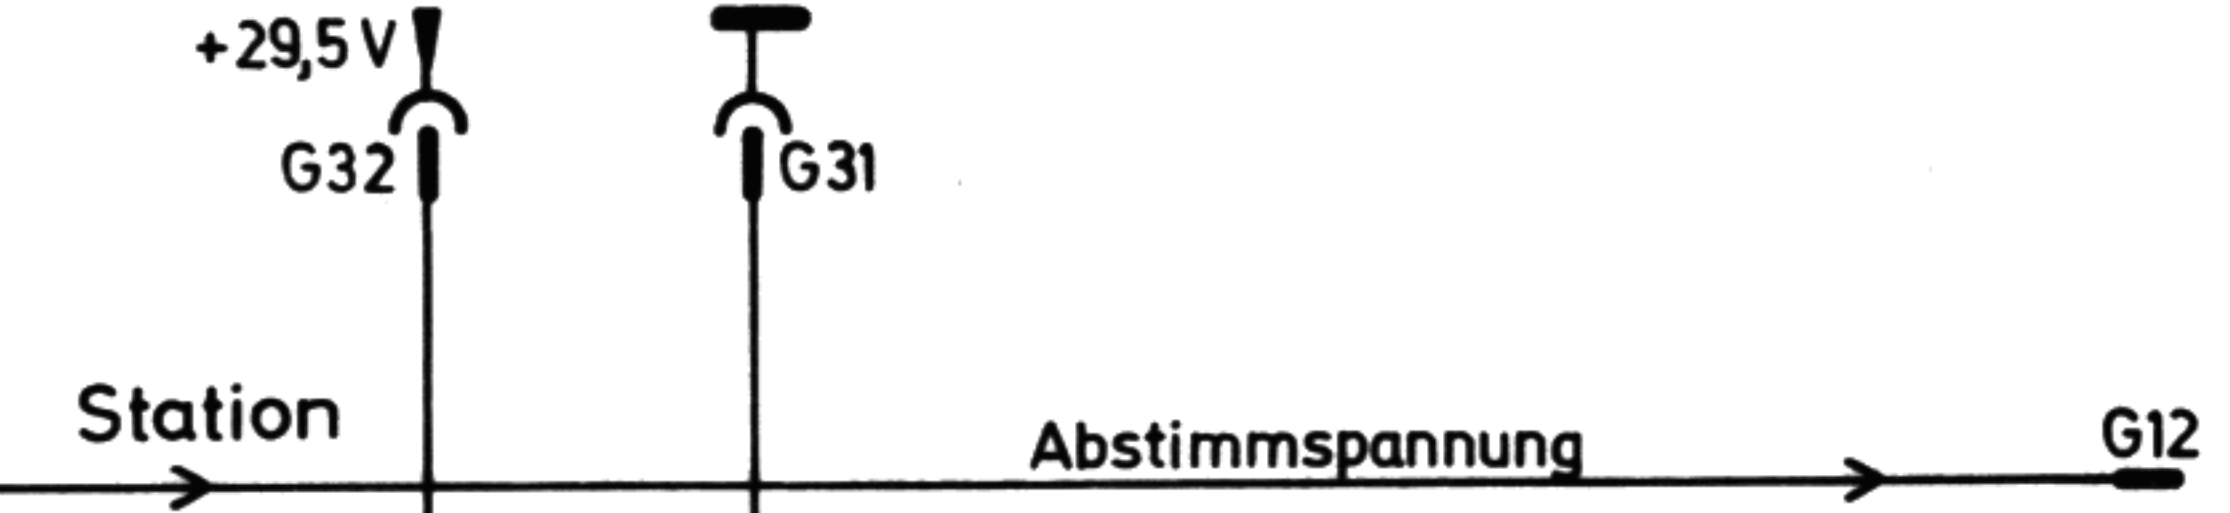 +29,5 V
G32
G31
Station
Abstimmspannung
G12